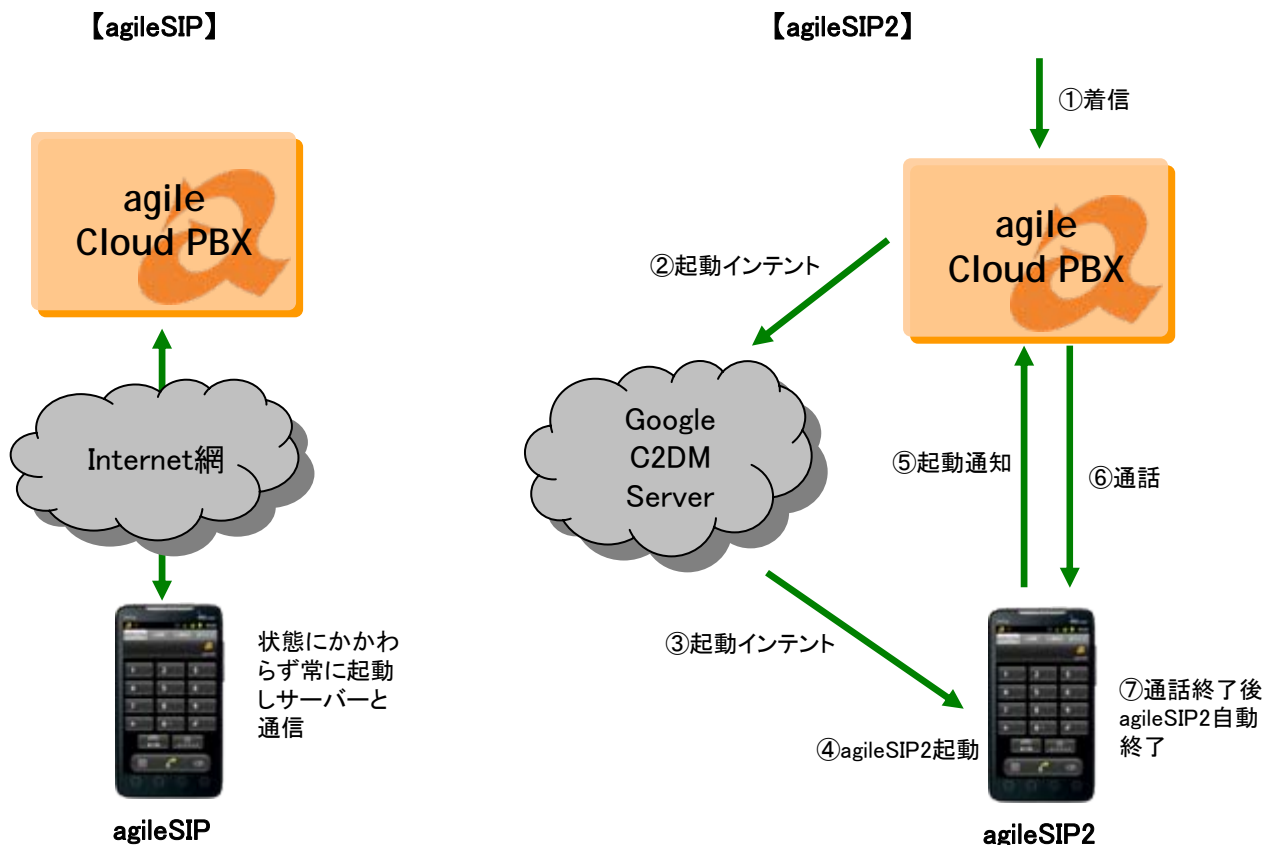 【agileSIP】
agile
Cloud PBX
Internet網
状態にかかわ
らず常に起動
しサーバーと
通信
agileSIP
【agileSIP2】
①着信
agile
Cloud PBX
②起動インテント
Google
C2DM
Server
⑤起動通知
⑥通話
③起動インテント
④agileSIP2起動
⑦通話終了後
agileSIP2自動
終了
agileSIP2